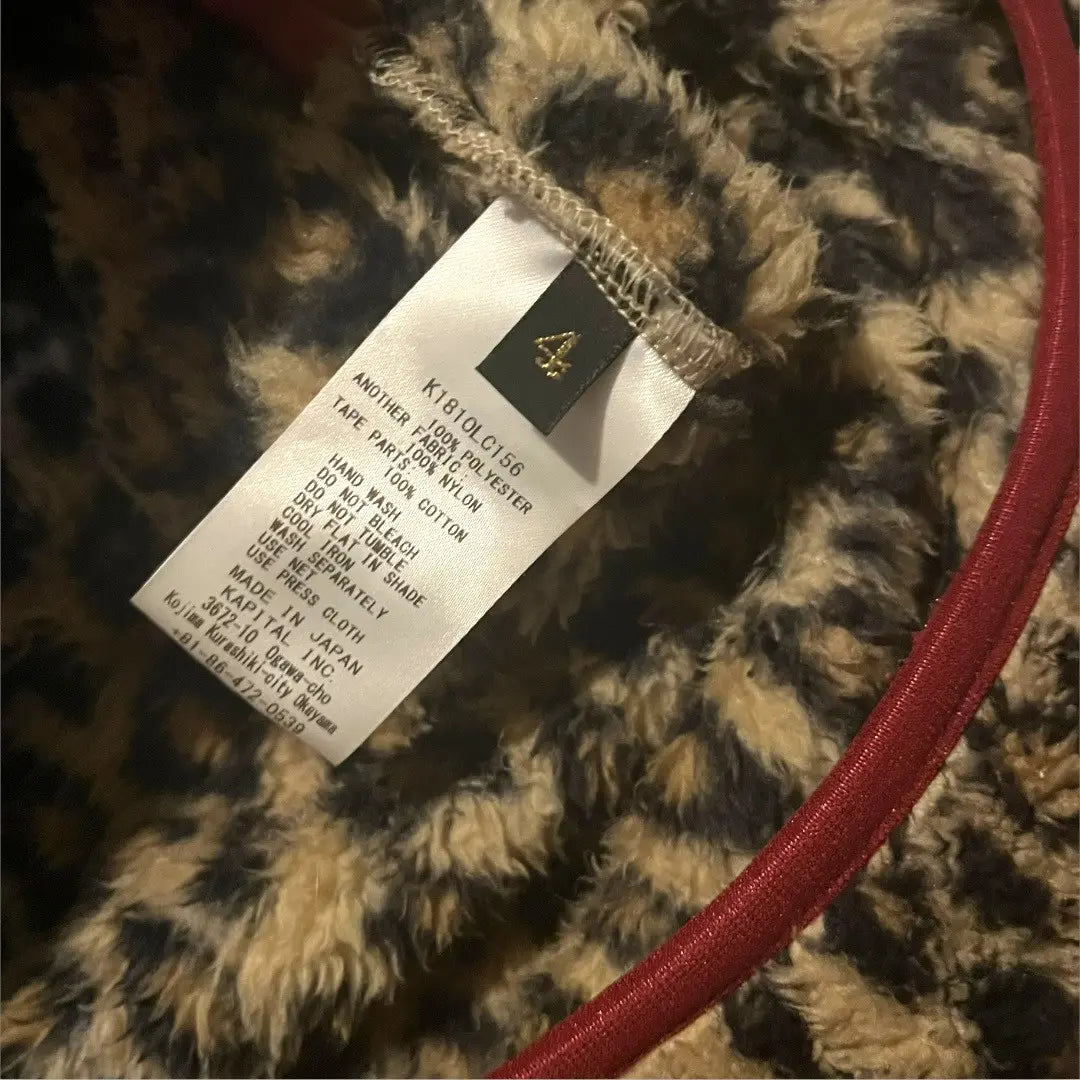 4
K1810LC156
100% POLYESTER
ANOTHER FABRIC:
100% NYLON
TAPE PARTS:
100% COTTON
HAND WASH
DO NOT BLEACH
DO NOT TUMBLE
DRY FLAT IN SHADE
COOL IRON
WASH SEPARATELY
USE NET
USE PRESS CLOTH
MADE IN JAPAN
KAPITAL INC.
3672-10 Ogawa-cho
Kojima Kurashiki-city Okayama
+81-86-472-0539